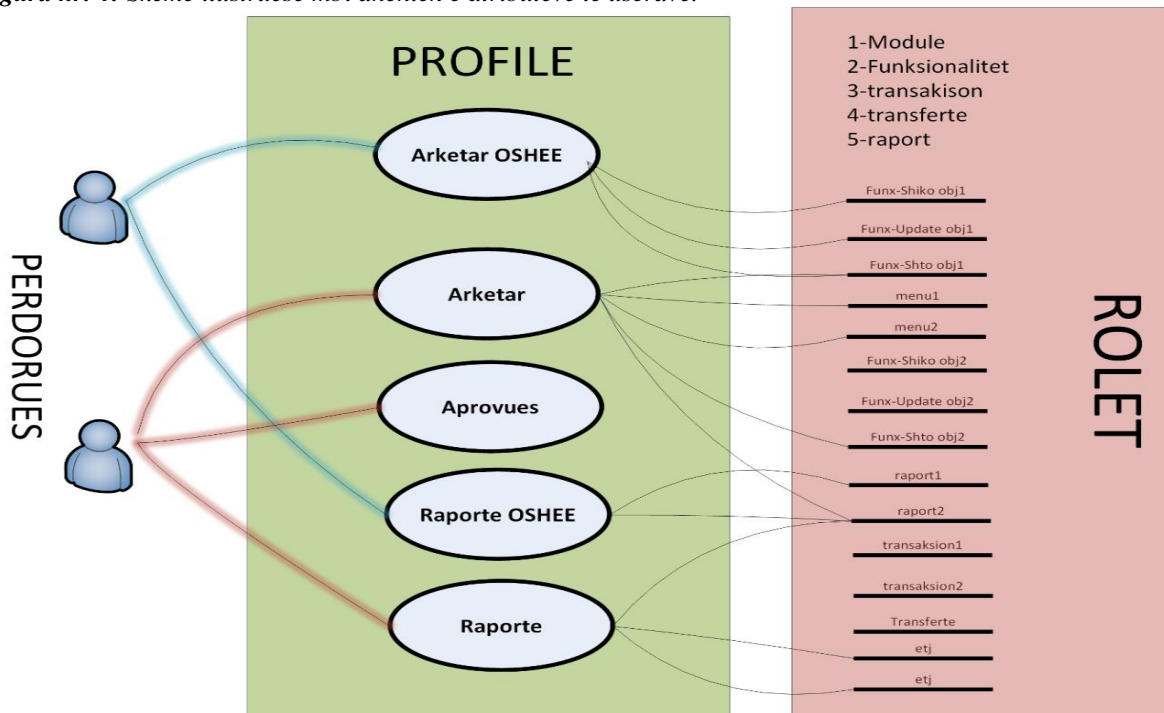 PERDORUES
PROFILE
Arketar OSHEE
Arketar
Aprovues
Raporte OSHEE
Raporte
1-Module
2-Funksionalitet
3-transakison
4-transferte
5-raport
Funx-Shiko obj1
Funx-Update obj1
Funx-Shto obj1
menu1
menu2
Funx-Shiko obj2
Funx-Update obj2
Funx-Shto obj2
raport1
raport2
transaksion1
transaksion2
Transferte
etj
etj
ROLET